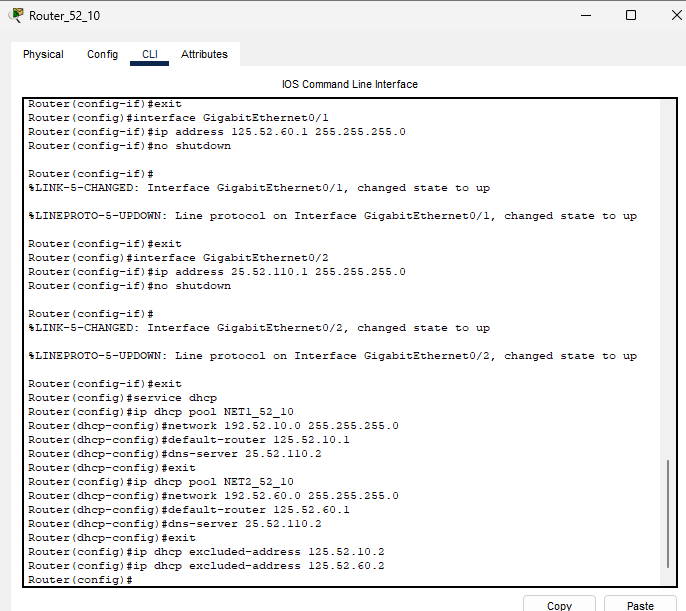 Router_52_10
Physical Config CLI Attributes
IOS Command Line Interface
Router(config-if)#exit
Router(config)#interface GigabitEthernet0/1
Router(config-if)#ip address 125.52.60.1 255.255.255.0
Router(config-if)#no shutdown
Router(config-if)#
%LINK-5-CHANGED: Interface GigabitEthernet0/1, changed state to up
%LINEPROTO-5-UPDOWN: Line protocol on Interface GigabitEthernet0/1, changed state to up
Router(config-if)#exit
Router(config)#interface GigabitEthernet0/2
Router(config-if)#ip address 25.52.110.1 255.255.255.0
Router(config-if)#no shutdown
Router(config-if)#
%LINK-5-CHANGED: Interface GigabitEthernet0/2, changed state to up
%LINEPROTO-5-UPDOWN: Line protocol on Interface GigabitEthernet0/2, changed state to up
Router(config-if)#exit
Router(config)#service dhcp
Router(config)#ip dhcp pool NET1_52_10
Router(dhcp-config)#network 192.52.10.0 255.255.255.0
Router(dhcp-config)#default-router 125.52.10.1
Router(dhcp-config)#dns-server 25.52.110.2
Router(dhcp-config)#exit
Router(config)#ip dhcp pool NET2_52_10
Router(dhcp-config)#network 192.52.60.0 255.255.255.0
Router(dhcp-config)#default-router 125.52.60.1
Router(dhcp-config)#dns-server 25.52.110.2
Router(dhcp-config)#exit
Router(config)#ip dhcp excluded-address 125.52.10.2
Router(config)#ip dhcp excluded-address 125.52.60.2
Router(config)#
Copy Paste